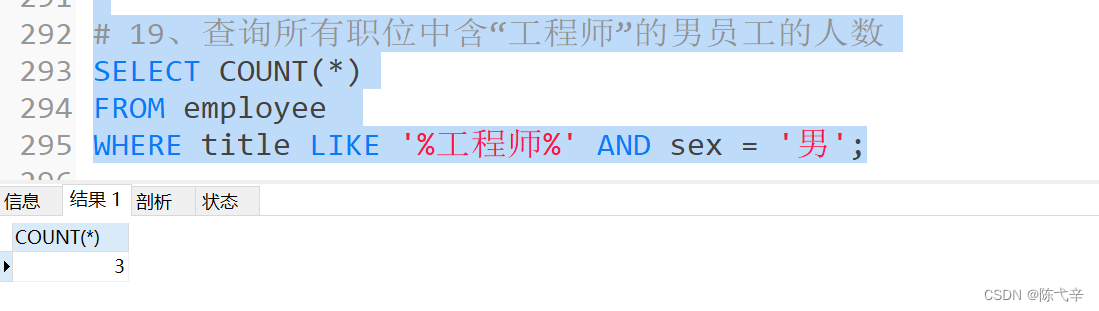 291
292 # 19、查询所有职位中含“工程师”的男员工的人数
293 SELECT COUNT(*)
294 FROM employee
295 WHERE title LIKE '%工程师%' AND sex = '男';
296
信息 结果 1 剖析 状态
COUNT(*)
3
CSDN @陈弋辛